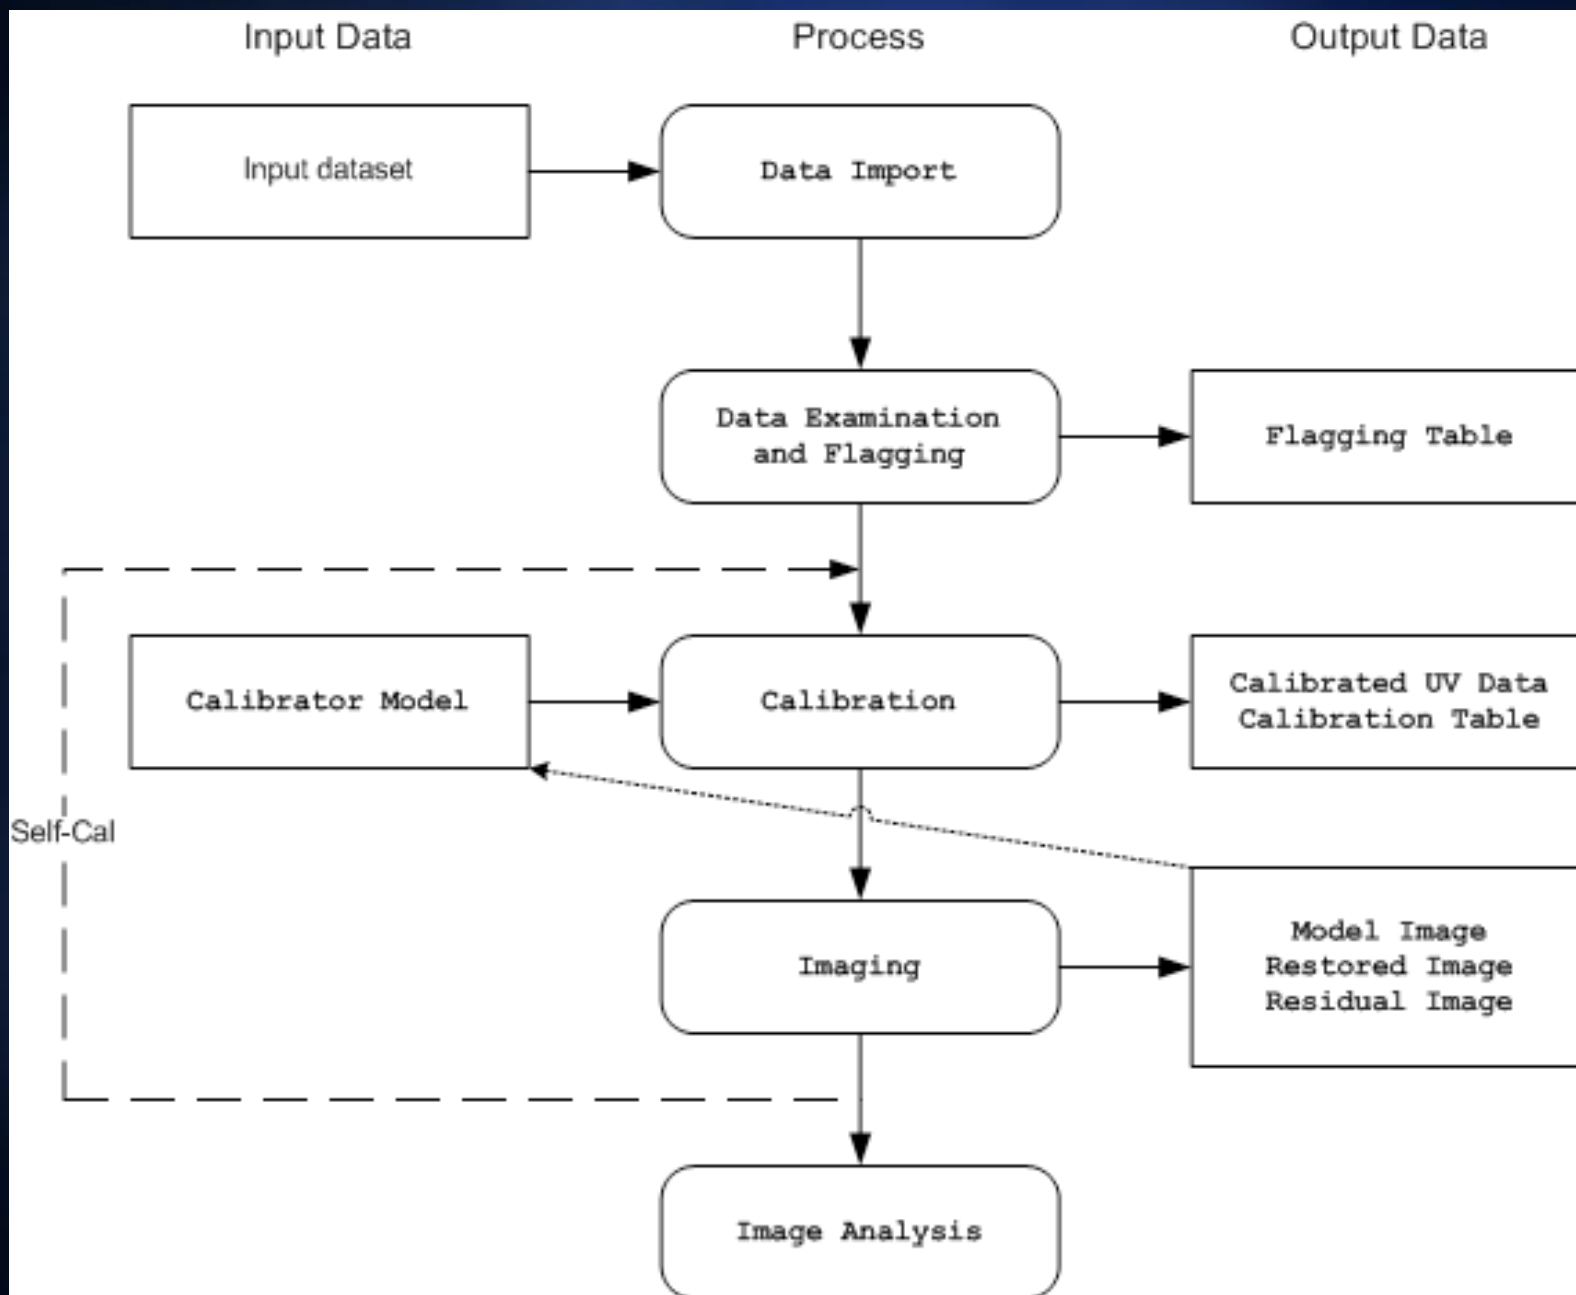 Input Data
Process
Output Data
Input dataset
Data Import
Data Examination
and Flagging
Flagging Table
Calibrator Model
Calibration
Calibrated UV Data
Calibration Table
Self-Cal
Imaging
Model Image
Restored Image
Residual Image
Image Analysis